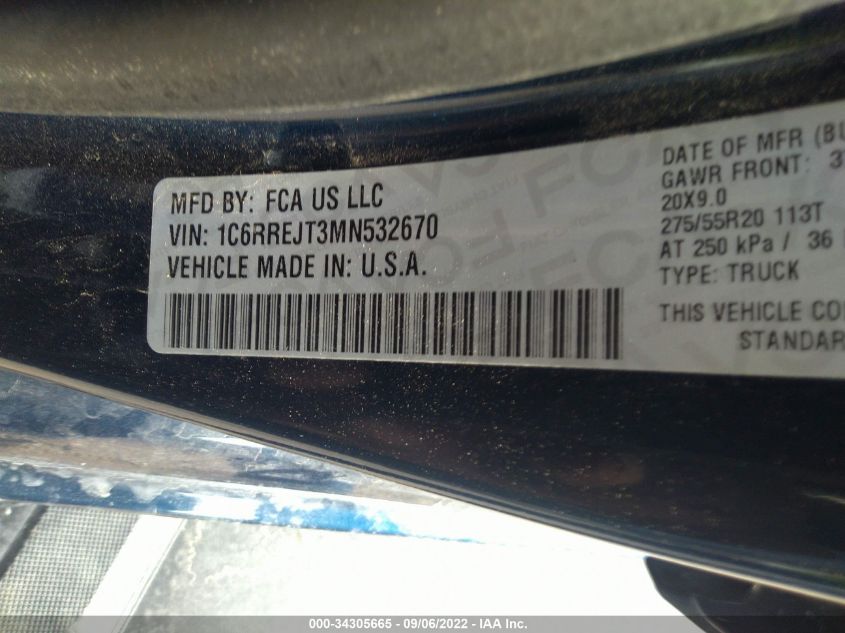 MFD BY: FCA US LLC
VIN: 1C6RREJT3MN532670
VEHICLE MADE IN: U.S.A.
DATE OF MFR
GAWR FRONT:
20X9.0
275/55R20 113T
AT 250 kPa / 36
TYPE: TRUCK
THIS VEHICLE
000-34305665 - 09/06/2022 - IAA Inc.